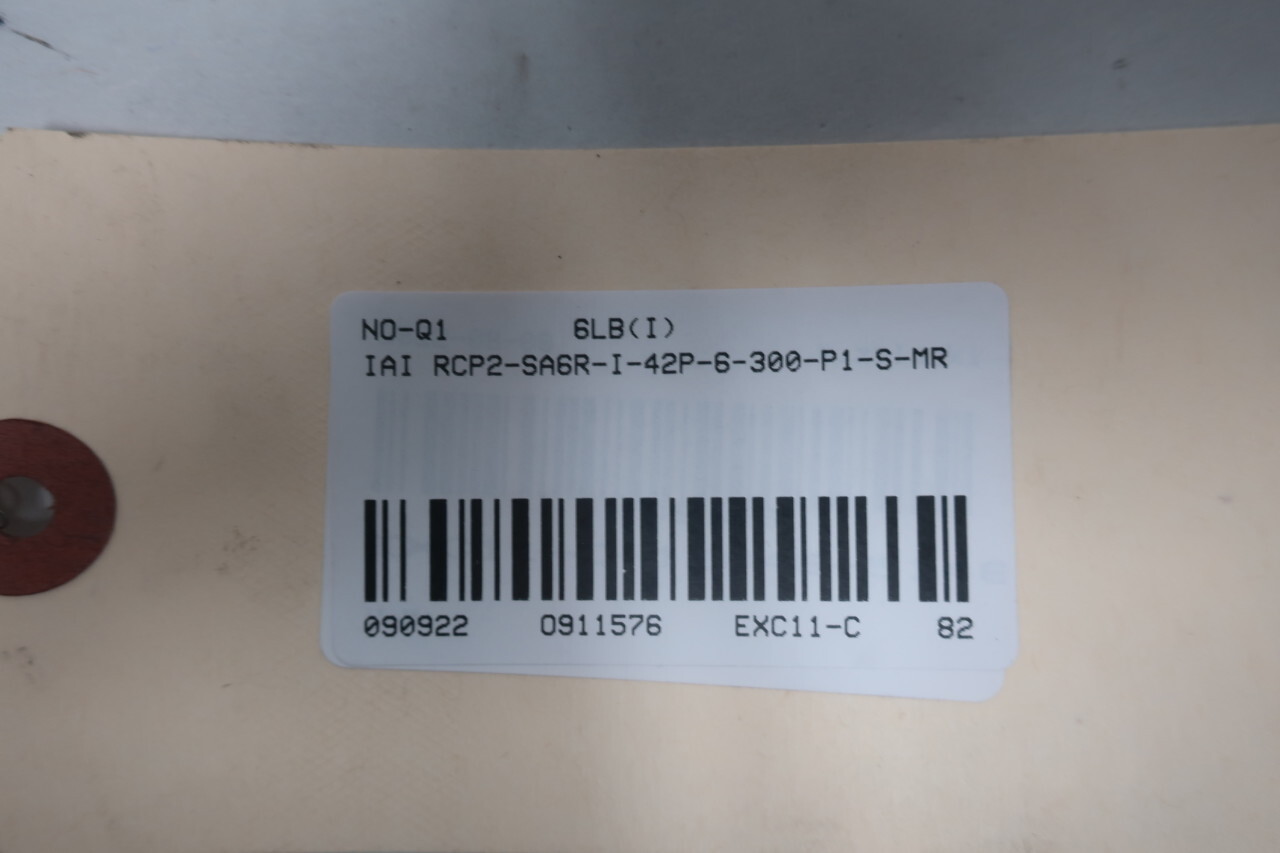 NO-Q1 6LB(I)
IAI RCP2-SA6R-I-42P-6-300-P1-S-MR
090922 0911576 EXC11-C 82